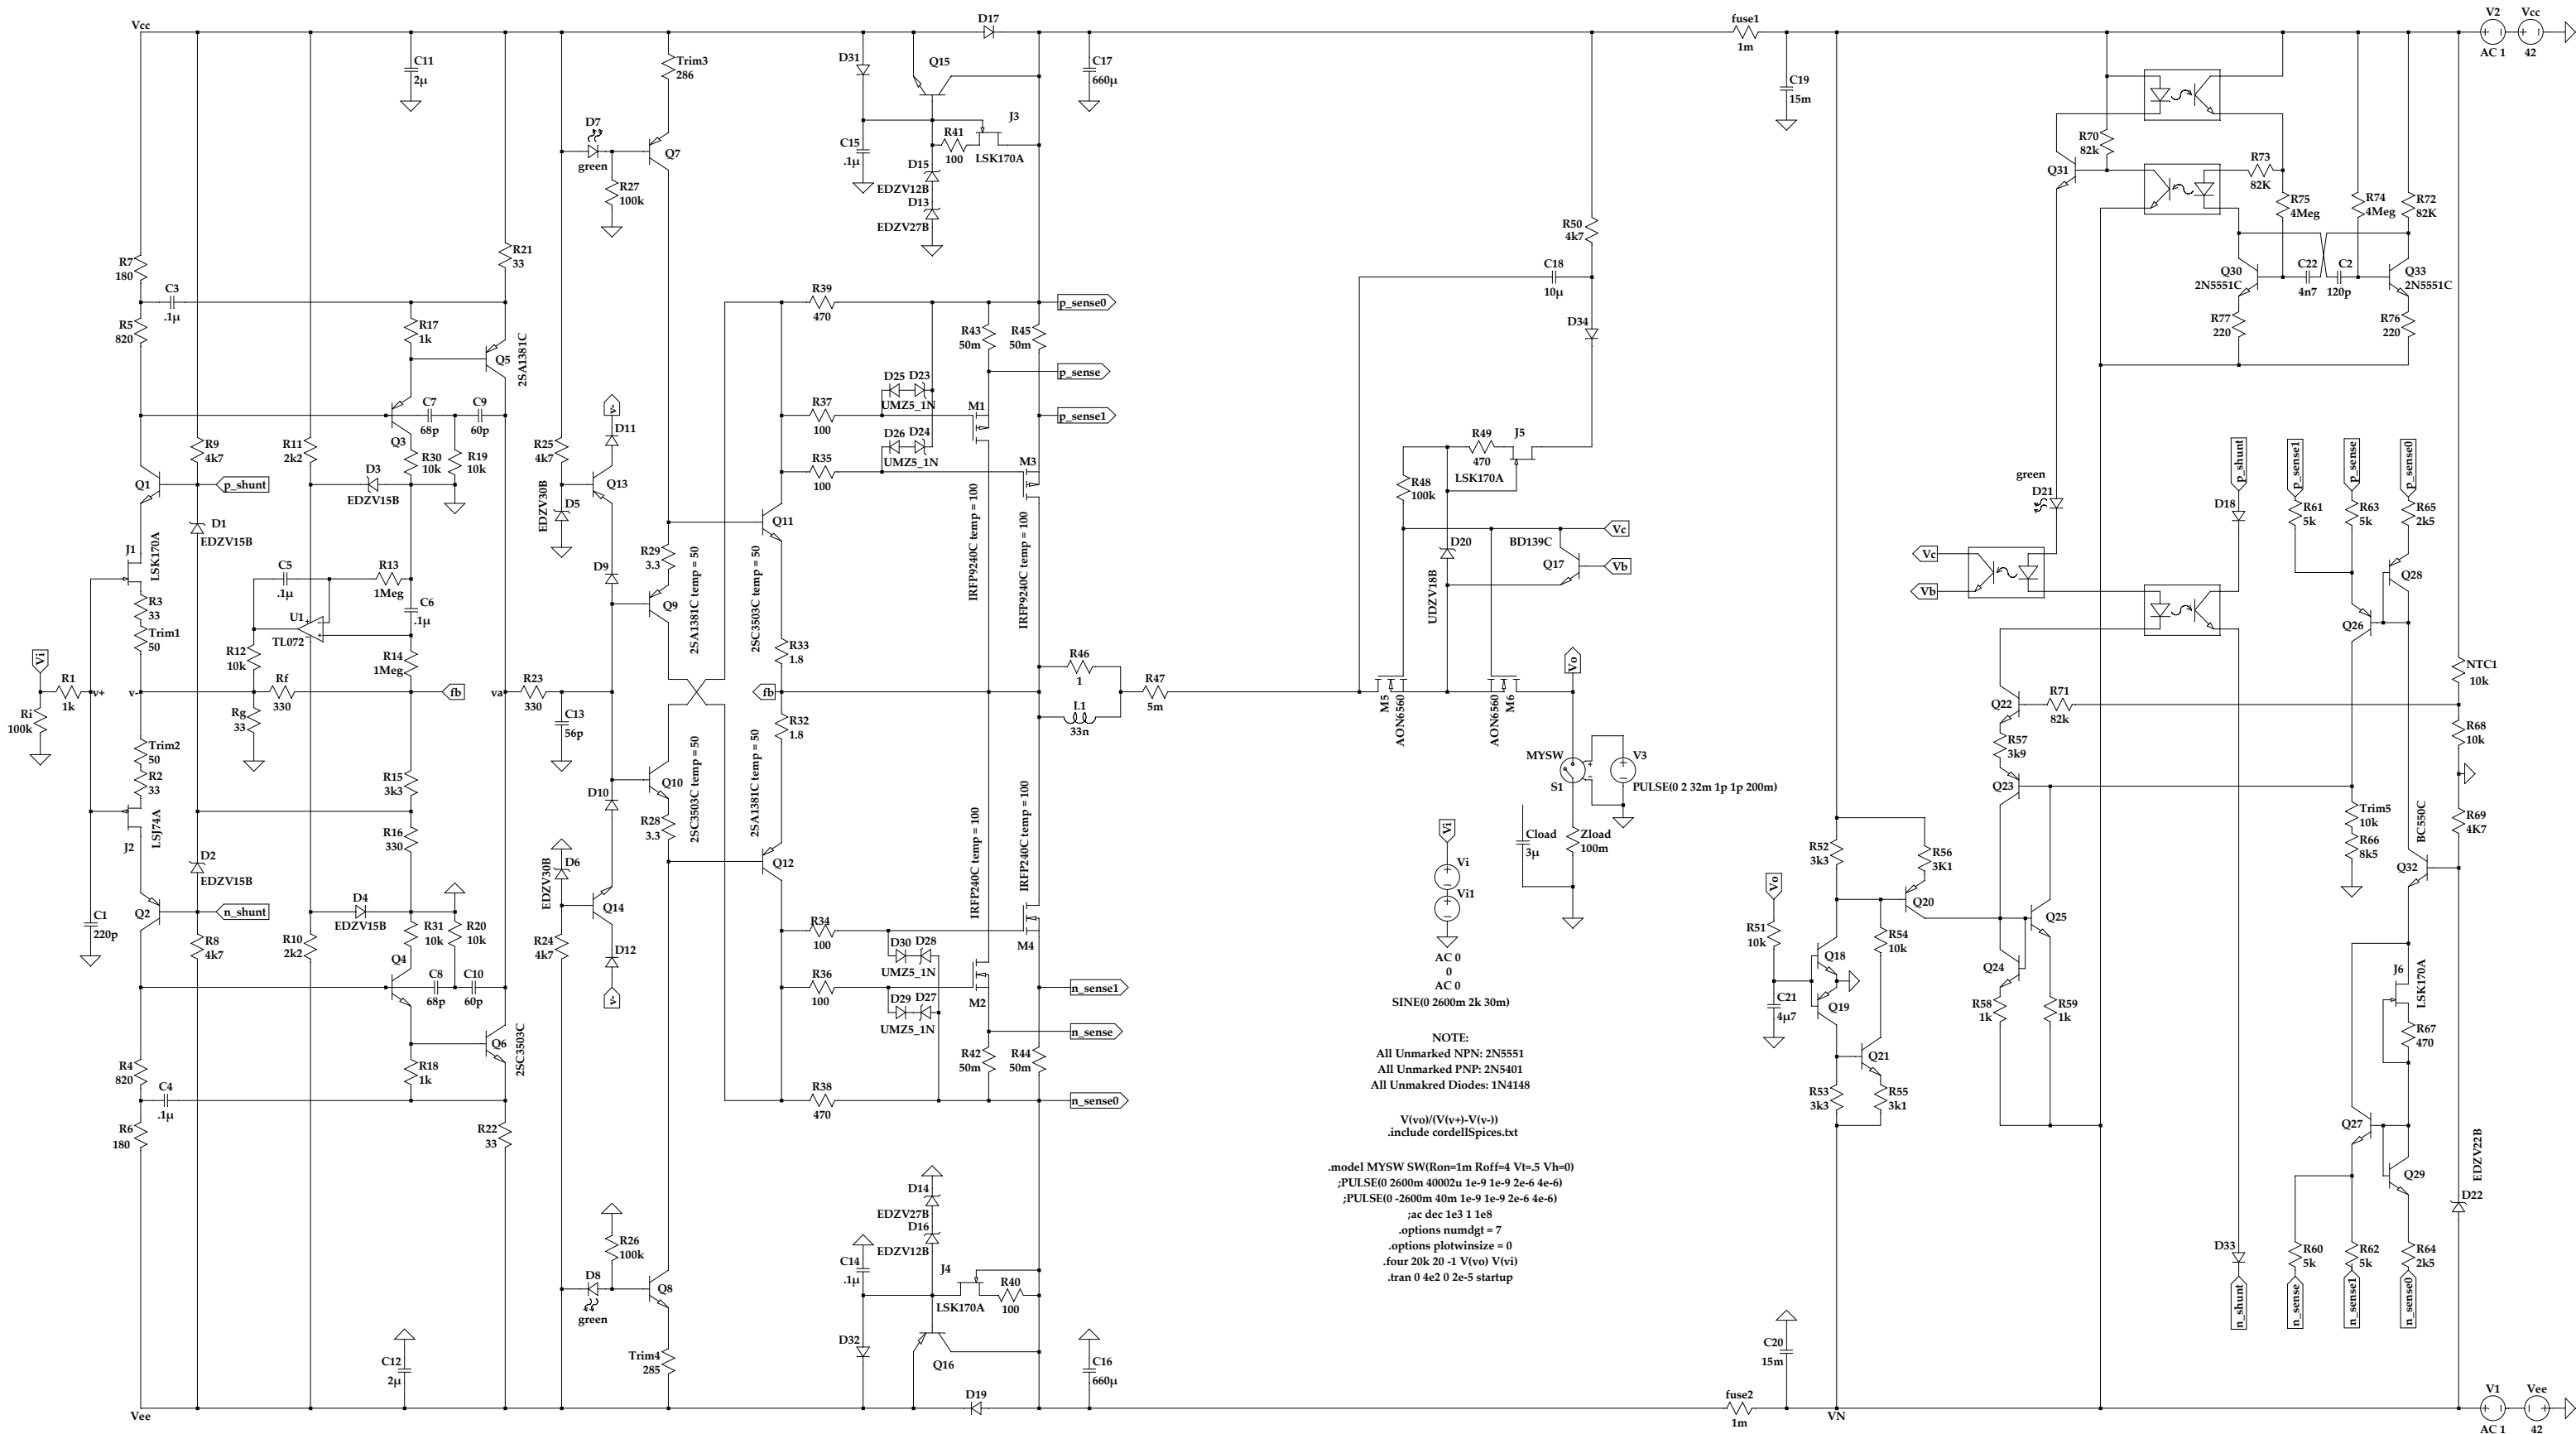 Vcc
D17
fuse1
1m
V2
AC 1
Vcc
42
C11
2µ
Trim3
286
D31
Q15
C17
660µ
C19
15m
D7
green
Q7
R27
100k
C15
.1µ
R41
100
J3
LSK170A
D15
EDZV12B
D13
EDZV27B
R70
82k
Q31
R73
82K
R75
4Meg
R74
4Meg
R72
82K
R50
4k7
R7
180
R21
33
C18
10µ
Q30
2N5551C
C22
4n7
C2
120p
Q33
2N5551C
C3
.1µ
R5
820
R17
1k
Q5
2SA1381C
R39
470
p_sense0
R43
50m
R45
50m
D34
R77
220
R76
220
D25
D23
UMZ5_1N
p_sense
C7
68p
C9
60p
Q3
v-
D11
R37
100
M1
p_sense1
R9
4k7
R11
2k2
R30
10k
R19
10k
R25
4k7
D26
D24
UMZ5_1N
R49
470
J5
LSK170A
Q1
p_shunt
D3
EDZV15B
Q13
R35
100
M3
R48
100k
green
D21
p_shunt
D18
p_sense1
R61
5k
p_sense
R63
5k
p_sense0
R65
2k5
D1
EDZV15B
D5
EDZV30B
Q11
IRFP9240C temp = 100
IRFP9240C temp = 100
Vc
J1
LSK170A
R29
3.3
2SA1381C temp = 50
2SC3503C temp = 50
D20
UDZV18B
BD139C
Q17
Vb
Vc
Vb
Q28
C5
.1µ
R13
1Meg
D9
Q9
R3
33
Trim1
50
U1
TL072
C6
.1µ
Q26
R12
10k
R14
1Meg
R33
1.8
R46
1
NTC1
10k
Vi
R1
1k
v+
v-
Rf
330
fb
va
R23
330
fb
R47
5m
M5
AON6560
M6
AON6560
Vo
Q22
R71
82k
Ri
100k
Rg
33
C13
56p
R32
1.8
L1
33n
R57
3k9
R68
10k
Trim2
50
R2
33
R15
3k3
Q10
2SC3503C temp = 50
2SA1381C temp = 50
MYSW
S1
V3
PULSE(0 2 32m 1p 1p 200m)
Q23
J2
LSJ74A
R16
330
D10
R28
3.3
IRFP240C temp = 100
IRFP240C temp = 100
Vi
Cload
3µ
Zload
100m
R52
3k3
R56
3K1
Trim5
10k
R66
8k5
BC550C
R69
4K7
D2
EDZV15B
D6
EDZV30B
Q12
Vi
Vi1
Vo
Q20
Q32
Q2
n_shunt
D4
EDZV15B
Q14
R34
100
M4
Q25
C1
220p
R8
4k7
R10
2k2
R31
10k
R20
10k
R24
4k7
D12
D30
D28
UMZ5_1N
AC 0
0
AC 0
SINE(0 2600m 2k 30m)
R51
10k
Q18
R54
10k
Q24
J6
LSK170A
Q4
C8
68p
C10
60p
v-
R36
100
D29
D27
UMZ5_1N
M2
n_sense1
C21
4µ7
Q19
R58
1k
R59
1k
R67
470
n_sense
NOTE:
All Unmarked NPN: 2N5551
All Unmarked PNP: 2N5401
All Unmakred Diodes: 1N4148
R4
820
R18
1k
Q6
2SC3503C
R42
50m
R44
50m
Q21
R53
3k3
R55
3k1
C4
.1µ
R38
470
n_sense0
V(vo)/(V(v+)-V(v-))
.include cordellSpices.txt
R6
180
R22
33
Q27
Q29
EDZV22B
D22
.model MYSW SW(Ron=1m Roff=4 Vt=.5 Vh=0)
;PULSE(0 2600m 40002u 1e-9 1e-9 2e-6 4e-6)
;PULSE(0 -2600m 40m 1e-9 1e-9 2e-6 4e-6)
;ac dec 1e3 1 1e8
.options numdgt = 7
.options plotwinsize = 0
.four 20k 20 -1 V(vo) V(vi)
.tran 0 4e2 0 2e-5 startup
D14
EDZV27B
D16
EDZV12B
R26
100k
D8
green
Q8
C14
.1µ
J4
LSK170A
R40
100
D33
n_shunt
R60
5k
n_sense
R62
5k
n_sense1
R64
2k5
n_sense0
C12
2µ
Trim4
285
D32
Q16
C16
660µ
C20
15m
Vee
D19
fuse2
1m
VN
V1
AC 1
Vee
42